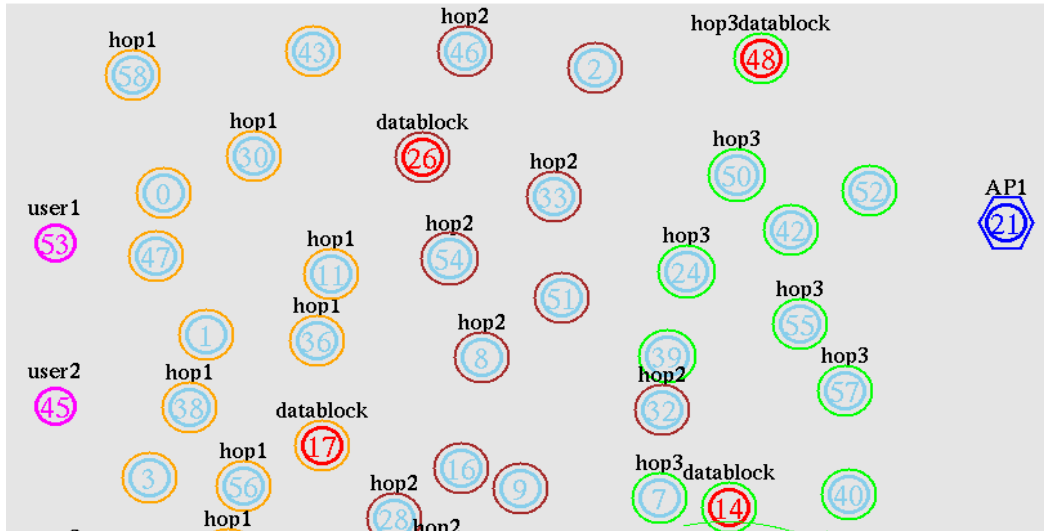 hop1
58
43
hop2
46
2
hop3datablock
48
hop1
30
datablock
26
hop2
33
hop3
50
52
0
user1
53
47
hop1
11
hop2
54
51
hop3
24
42
AP1
21
1
hop1
36
hop2
8
39
hop3
55
user2
45
hop1
38
hop2
32
hop3
57
datablock
17
3
hop1
56
16
9
hop3
7
datablock
14
40
hop2
28
hop1
hop2